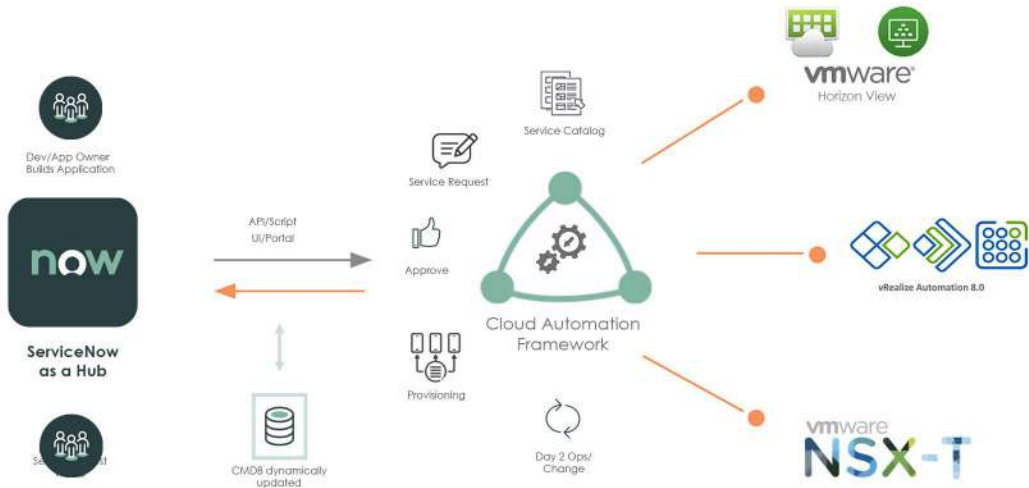 Dev/App Owner
Builds Application
now
ServiceNow
as a Hub
API/Script
UI/Portal
CMDB dynamically
updated
Service Catalog
Service Request
Approve
Provisioning
Cloud Automation
Framework
Day 2 Ops/
Change
vmware®
Horizon View
vRealize Automation 8.0
vmware
NSX-T